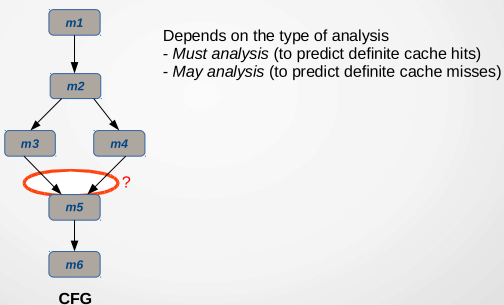 m1
Depends on the type of analysis
- Must analysis (to predict definite cache hits)
- May analysis (to predict definite cache misses)
m2
m3 m4
?
m5
m6
CFG